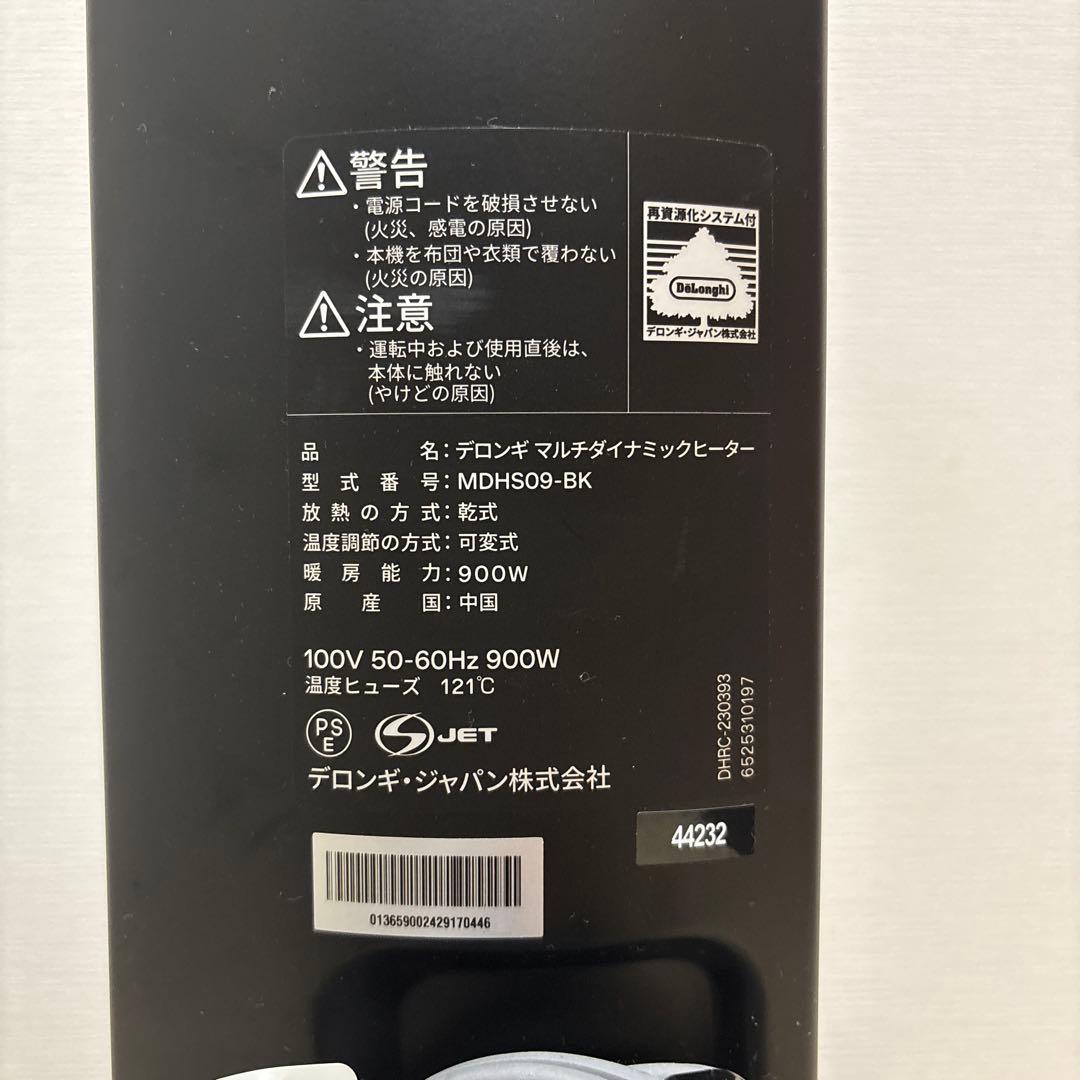 警告
・電源コードを破損させない
(火災、感電の原因)
・本機を布団や衣類で覆わない
(火災の原因)
注意
・運転中および使用直後は、
本体に触れない
(やけどの原因)
再資源化システム付
DeLonghi
デロンギ・ジャパン株式会社
品名：デロンギ マルチダイナミックヒーター
型式番号：MDHS09-BK
放熱の方式：乾式
温度調節の方式：可変式
暖房能力：900W
原産国：中国
100V 50-60Hz 900W
温度ヒューズ 121℃
PS
E
S JET
デロンギ・ジャパン株式会社
DHRC-230393
6525310197
44232
013659002429170446